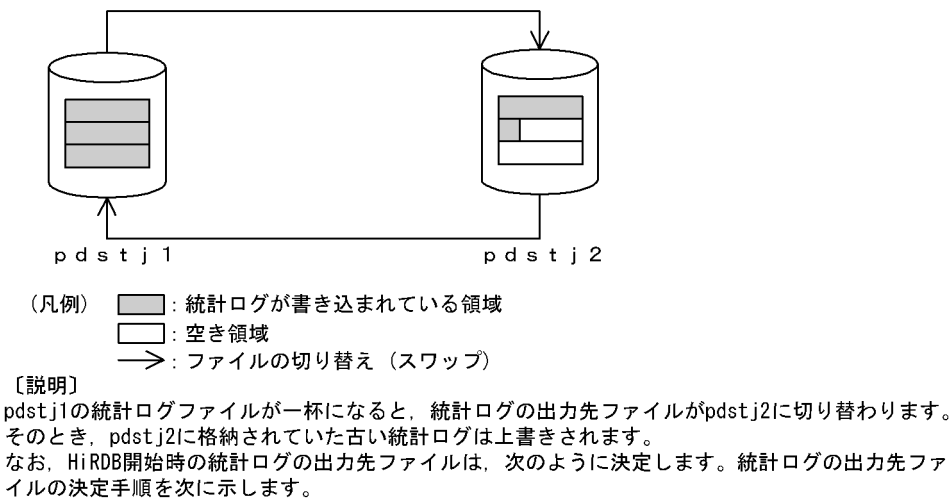 ｐｄｓｔｊ１
ｐｄｓｔｊ２
（凡例）
：統計ログが書き込まれている領域
：空き領域
：ファイルの切り替え（スワップ）
〔説明〕
pdstj1の統計ログファイルが一杯になると，統計ログの出力先ファイルがpdstj2に切り替わります。
そのとき，pdstj2に格納されていた古い統計ログは上書きされます。
なお，HiRDB開始時の統計ログの出力先ファイルは，次のように決定します。統計ログの出力先ファ
イルの決定手順を次に示します。